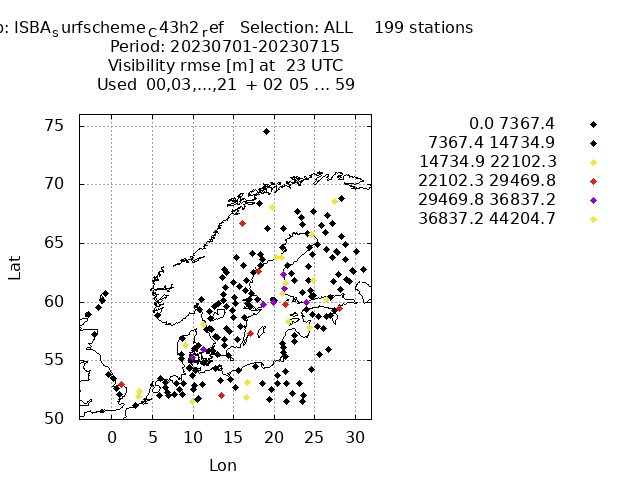 p: ISBA_surfscheme_C43h2_ref Selection: ALL 199 stations
Period: 20230701-20230715
Visibility rmse [m] at 23 UTC
Used 00,03,...,21 + 02 05 ... 59
0.0 7367.4
7367.4 14734.9
14734.9 22102.3
22102.3 29469.8
29469.8 36837.2
36837.2 44204.7
75
70
65
60
55
50
Lat
0 5 10 15 20 25 30
Lon